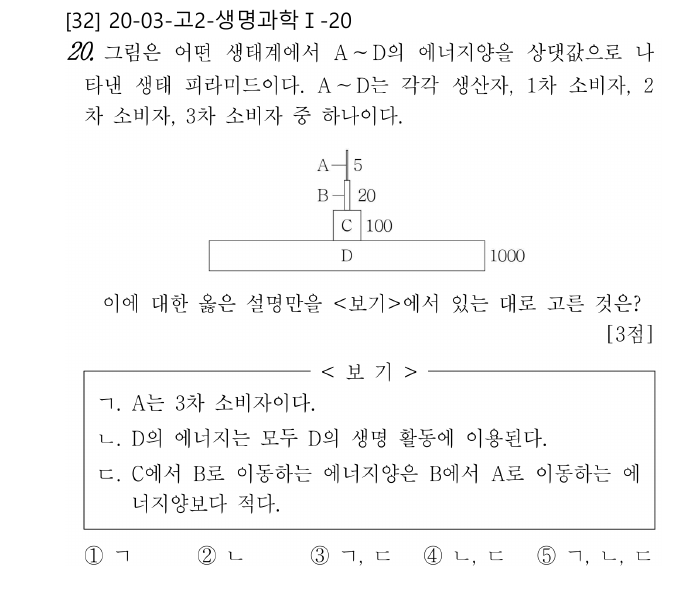 [32] 20-03-고2-생명과학Ⅰ-20
20. 그림은 어떤 생태계에서 A~D의 에너지양을 상댓값으로 나
타낸 생태 피라미드이다. A~D는 각각 생산자, 1차 소비자, 2
차 소비자, 3차 소비자 중 하나이다.
A 5
B 20
C 100
D 1000
이에 대한 옳은 설명만을 <보기>에서 있는 대로 고른 것은?
[3점]
< 보 기 >
ㄱ. A는 3차 소비자이다.
ㄴ. D의 에너지는 모두 D의 생명 활동에 이용된다.
ㄷ. C에서 B로 이동하는 에너지양은 B에서 A로 이동하는 에
너지양보다 적다.
① ㄱ ② ㄴ ③ ㄱ, ㄷ ④ ㄴ, ㄷ ⑤ ㄱ, ㄴ, ㄷ